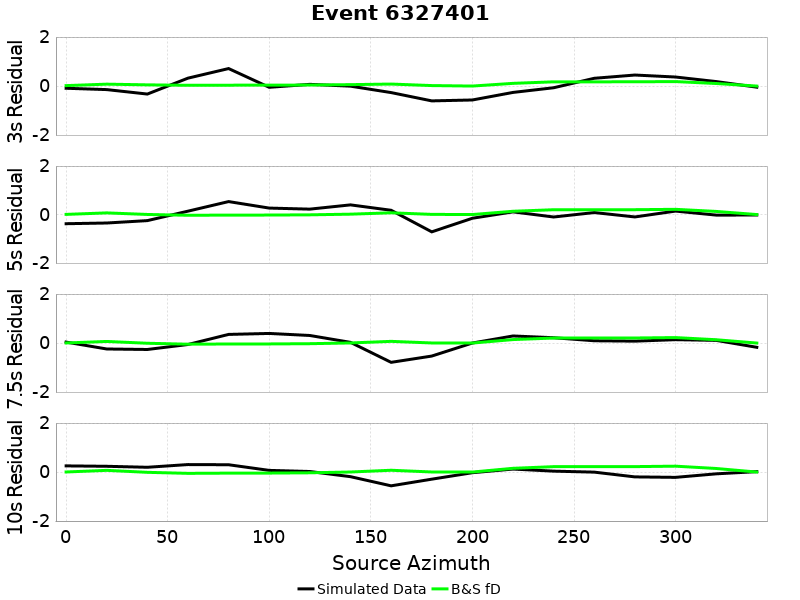 Event 6327401
3s Residual
2
0
-2
5s Residual
2
0
-2
7.5s Residual
2
0
-2
10s Residual
2
0
-2
0 50 100 150 200 250 300
Source Azimuth
Simulated Data B&S fD